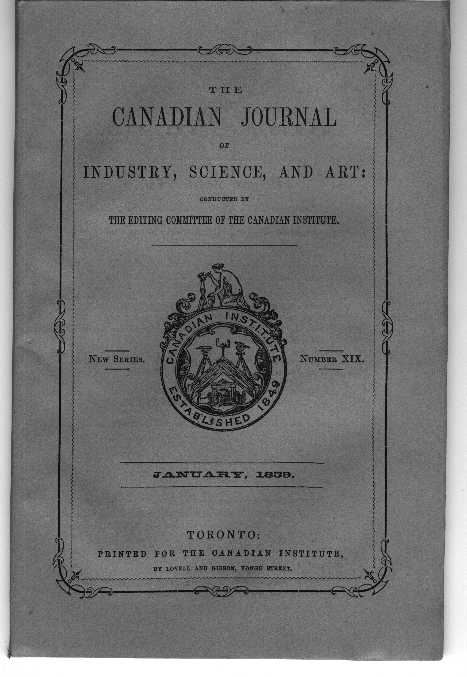 THE
CANADIAN JOURNAL
OF
INDUSTRY, SCIENCE, AND ART:
CONDUCTED BY
THE EDITING COMMITTEE OF THE CANADIAN INSTITUTE.
CANADIAN INSTITUTE
ESTABLISHED 1849
NEW SERIES.
NUMBER XIX.
JANUARY, 1859.
TORONTO:
PRINTED FOR THE CANADIAN INSTITUTE,
BY LOVELL AND GIBSON, YONGE STREET.